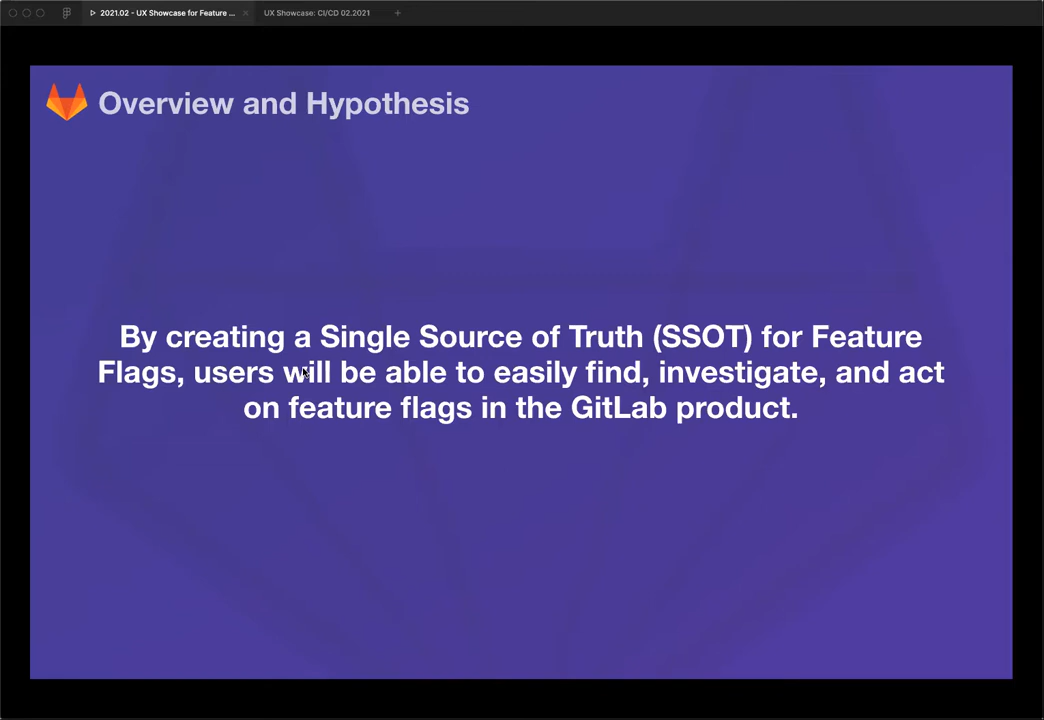 2021.02 - UX Showcase for Feature ...
UX Showcase: CI/CD 02.2021
Overview and Hypothesis
By creating a Single Source of Truth (SSOT) for Feature
Flags, users will be able to easily find, investigate, and act
on feature flags in the GitLab product.